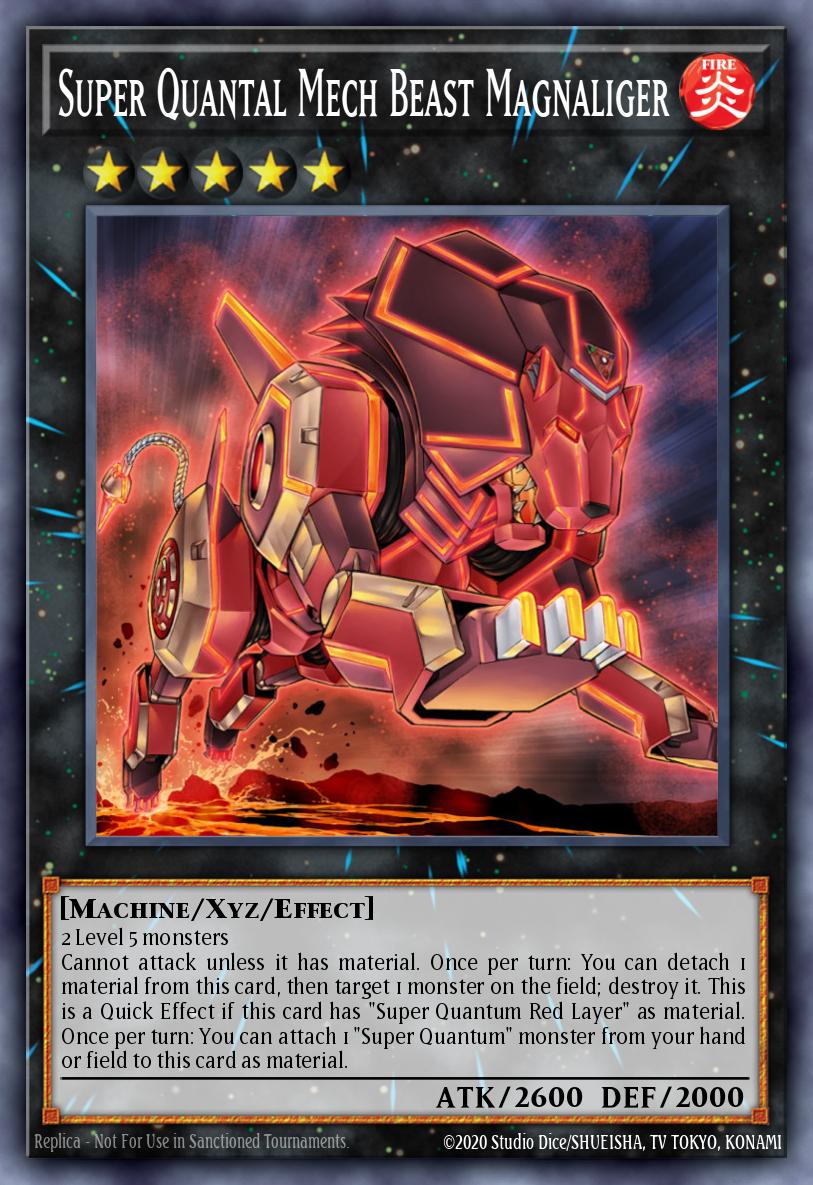 Super Quantal Mech Beast Magnaliger
FIRE
炎
[Machine/Xyz/Effect]
2 Level 5 monsters
Cannot attack unless it has material. Once per turn: You can detach 1
material from this card, then target 1 monster on the field; destroy it. This
is a Quick Effect if this card has "Super Quantum Red Layer" as material.
Once per turn: You can attach 1 "Super Quantum" monster from your hand
or field to this card as material.
ATK/2600 DEF/2000
Replica - Not For Use in Sanctioned Tournaments.
©2020 Studio Dice/SHUEISHA, TV TOKYO, KONAMI